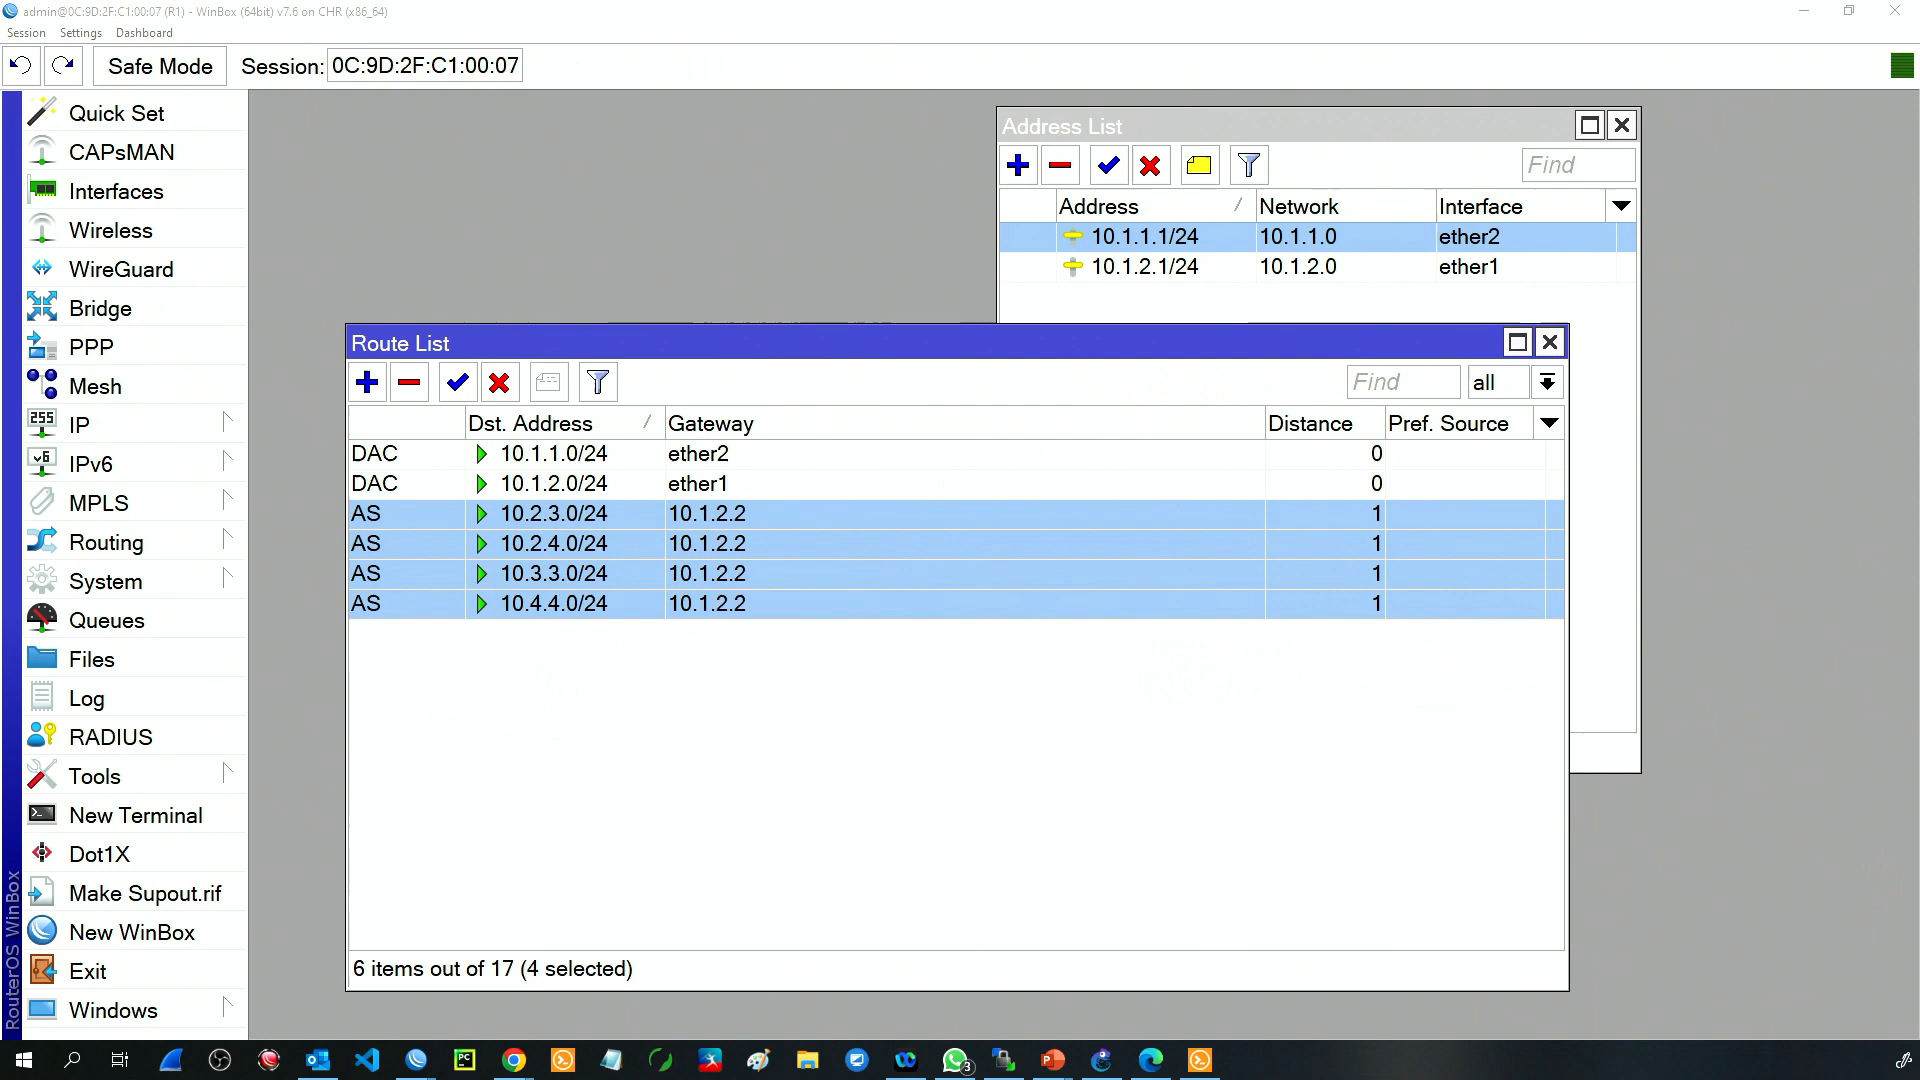 admin@0C:9D:2F:C1:00:07 (R1) - WinBox (64bit) v7.6 on CHR (x86_64)
Session Settings Dashboard
Safe Mode Session: 0C:9D:2F:C1:00:07
Quick Set
CAPsMAN
Interfaces
Wireless
WireGuard
Bridge
PPP
Mesh
255 IP
v6 IPv6
MPLS
Routing
System
Queues
Files
Log
RADIUS
Tools
New Terminal
Dot1X
Make Supout.rif
New WinBox
Exit
Windows
RouterOS WinBox
Address List
Find
Address Network Interface
10.1.1.1/24 10.1.1.0 ether2
10.1.2.1/24 10.1.2.0 ether1
Route List
Find all
Dst. Address Gateway Distance Pref. Source
DAC 10.1.1.0/24 ether2 0
DAC 10.1.2.0/24 ether1 0
AS 10.2.3.0/24 10.1.2.2 1
AS 10.2.4.0/24 10.1.2.2 1
AS 10.3.3.0/24 10.1.2.2 1
AS 10.4.4.0/24 10.1.2.2 1
6 items out of 17 (4 selected)
PC
3
P